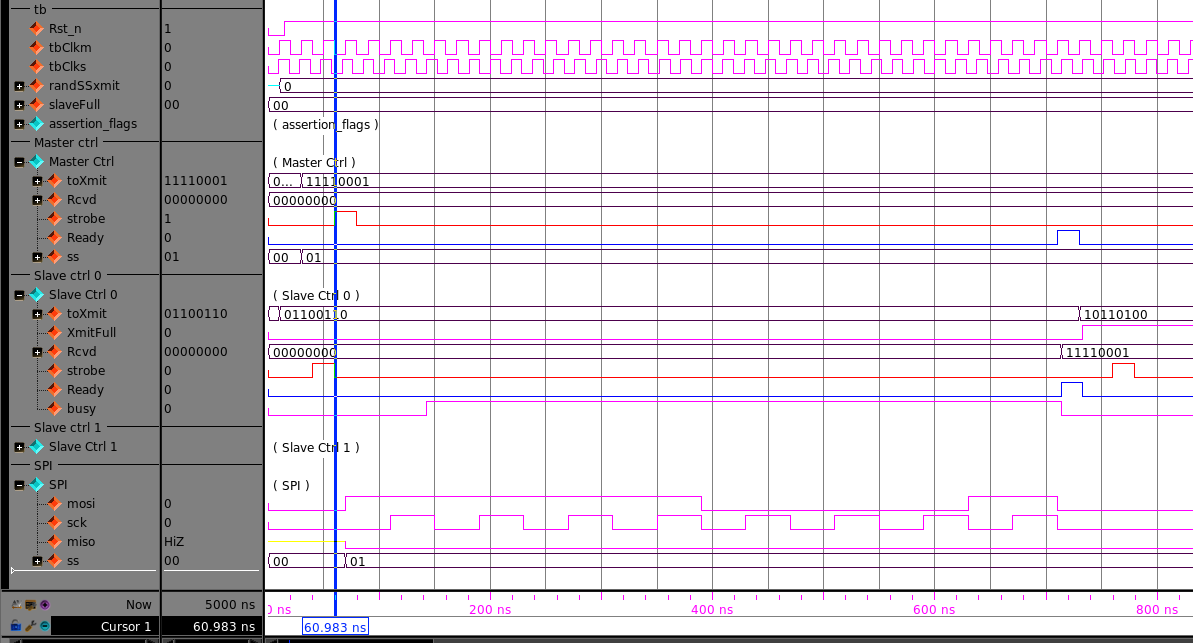 tb
Rst_n 1
tbClkm 0
tbClks 0
randSSxmit 0 0
slaveFull 00 00
assertion_flags ( assertion_flags )
Master ctrl
Master Ctrl ( Master Ctrl )
toXmit 11110001 0... 11110001
Rcvd 00000000 00000000
strobe 1
Ready 0
ss 01 00 01
Slave ctrl 0
Slave Ctrl 0 ( Slave Ctrl 0 )
toXmit 01100110 01100110 10110100
XmitFull 0
Rcvd 00000000 00000000 11110001
strobe 0
Ready 0
busy 0
Slave ctrl 1
Slave Ctrl 1 ( Slave Ctrl 1 )
SPI
SPI ( SPI )
mosi 0
sck 0
miso HiZ
ss 00 00 01
Now 5000 ns ns 200 ns 400 ns 600 ns 800 ns
Cursor 1 60.983 ns 60.983 ns